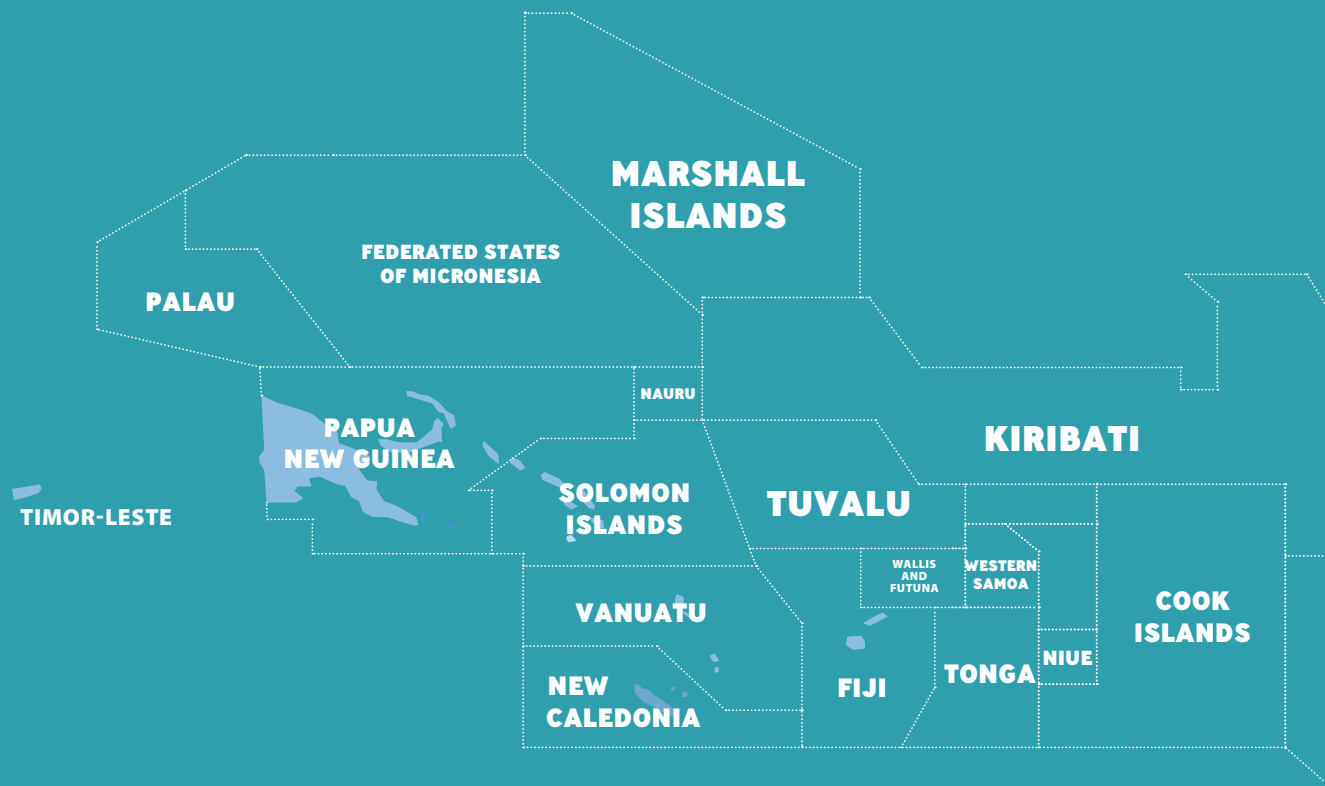 MARSHALL
ISLANDS
FEDERATED STATES
OF MICRONESIA
PALAU
NAURU
PAPUA
NEW GUINEA
KIRIBATI
SOLOMON
ISLANDS
TUVALU
TIMOR-LESTE
WALLIS
AND
FUTUNA
WESTERN
SAMOA
VANUATU
COOK
ISLANDS
NIUE
TONGA
FIJI
NEW
CALEDONIA